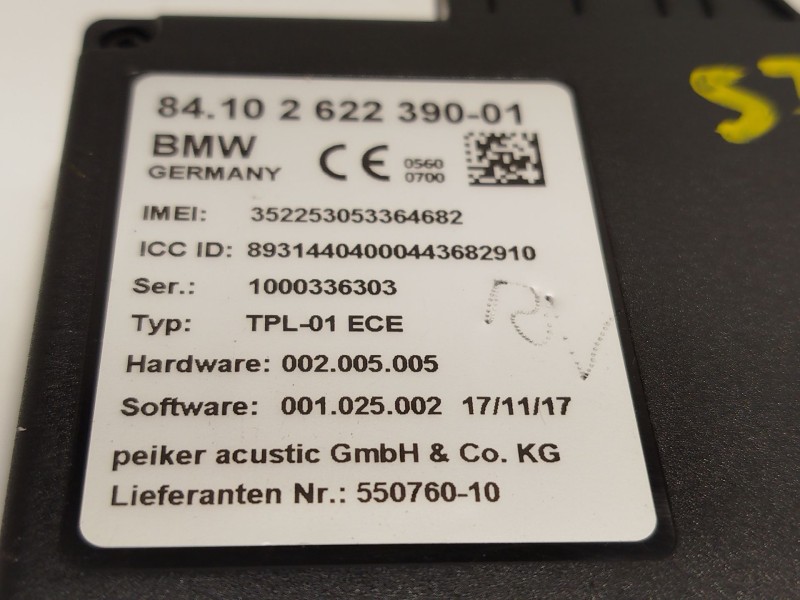 84.10 2 622 390-01
BMW
GERMANY
CE 0560
0700
IMEI: 352253053364682
ICC ID: 89314404000443682910
Ser.: 1000336303
Typ: TPL-01 ECE
Hardware: 002.005.005
Software: 001.025.002 17/11/17
peiker acustic GmbH & Co. KG
Lieferanten Nr.: 550760-10